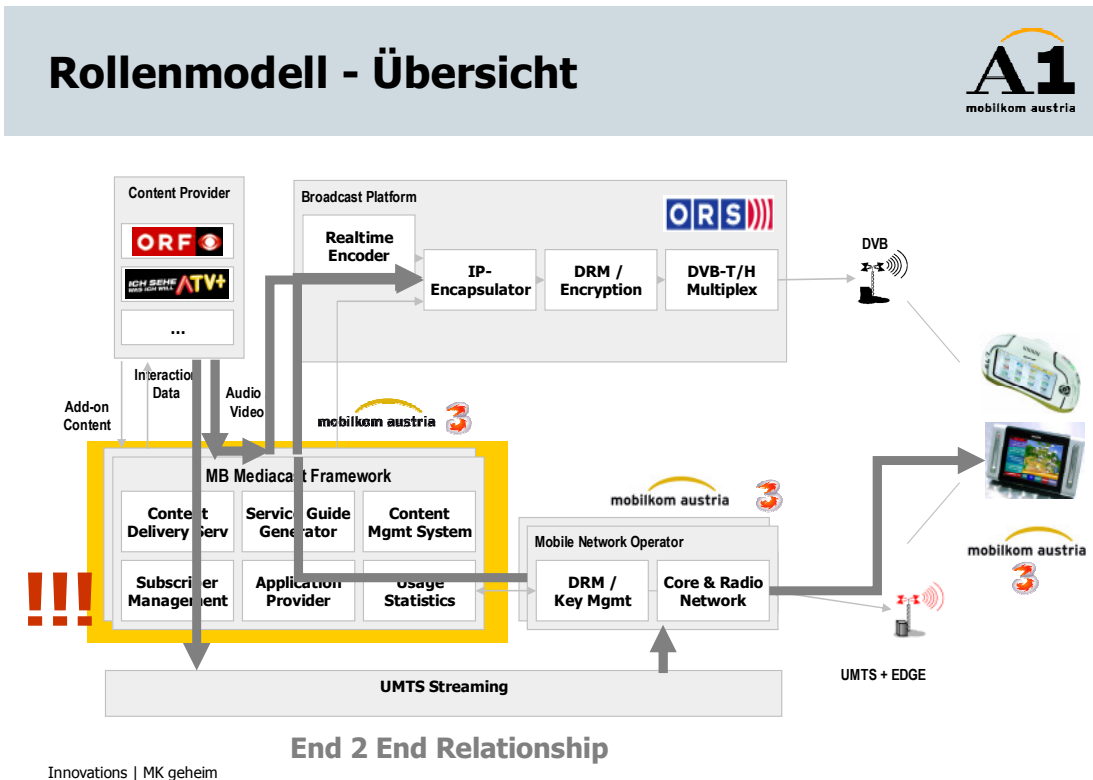 Rollenmodell - Übersicht
A1
mobilkom austria
Content Provider
ORF
ICH SEHE
WAS ICH WILL
ATV+
...
Broadcast Platform
ORS
Realtime
Encoder
IP-
Encapsulator
DRM /
Encryption
DVB-T/H
Multiplex
DVB
Interaction
Data
Add-on
Content
Audio
Video
mobilkom austria 3
MB Mediacast Framework
Content
Delivery Serv
Service Guide
Generator
Content
Mgmt System
Subscriber
Management
Application
Provider
Usage
Statistics
!!!
mobilkom austria 3
Mobile Network Operator
DRM /
Key Mgmt
Core & Radio
Network
mobilkom austria
3
UMTS + EDGE
UMTS Streaming
End 2 End Relationship
Innovations | MK geheim